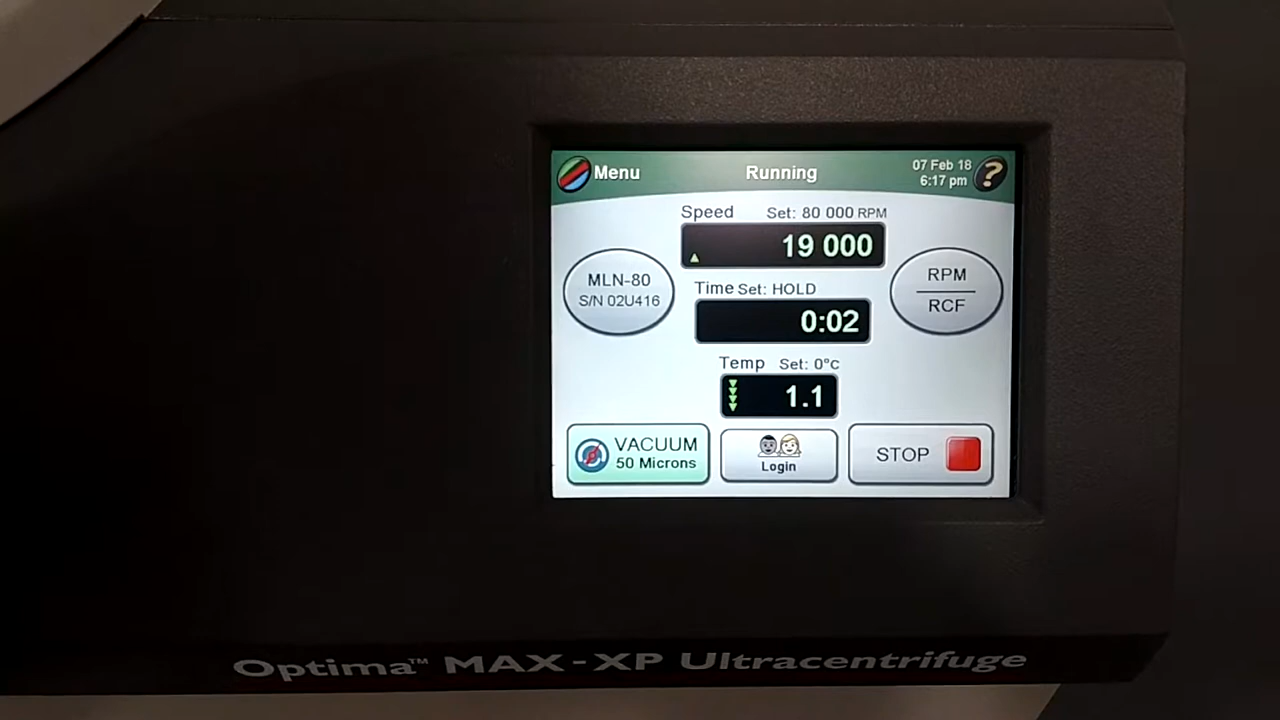 Menu
Running
07 Feb 18
6:17 pm
?
Speed Set: 80 000 RPM
19 000
MLN-80
S/N 02U416
RPM
RCF
Time Set: HOLD
0:02
Temp Set: 0°C
1.1
VACUUM
50 Microns
Login
STOP
Optima™ MAX-XP Ultracentrifuge